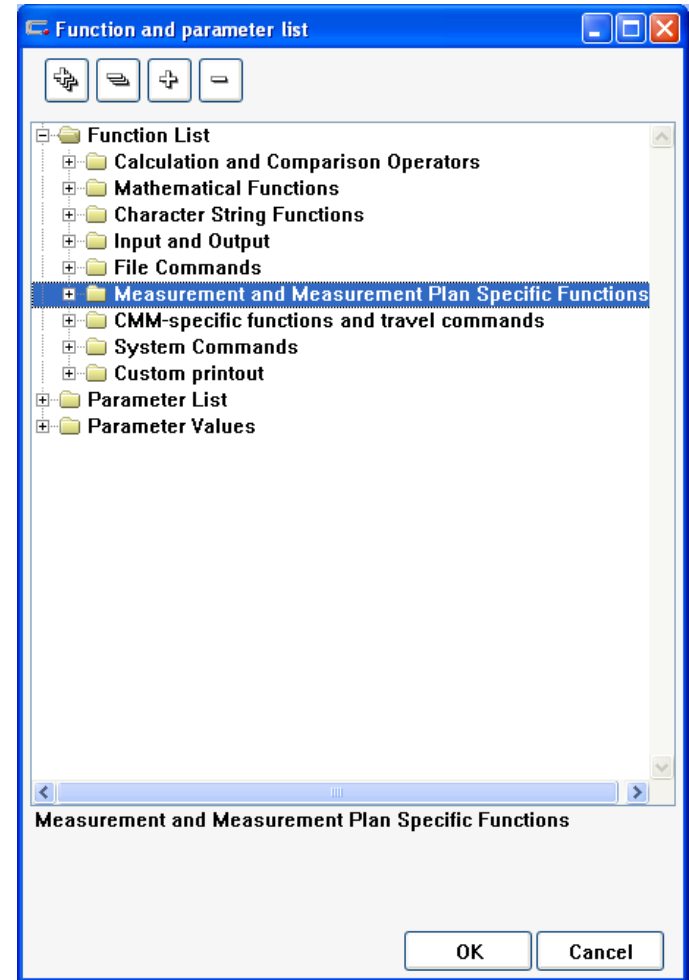 Function and parameter list
Function List
Calculation and Comparison Operators
Mathematical Functions
Character String Functions
Input and Output
File Commands
Measurement and Measurement Plan Specific Functions
CMM-specific functions and travel commands
System Commands
Custom printout
Parameter List
Parameter Values
Measurement and Measurement Plan Specific Functions
OK Cancel